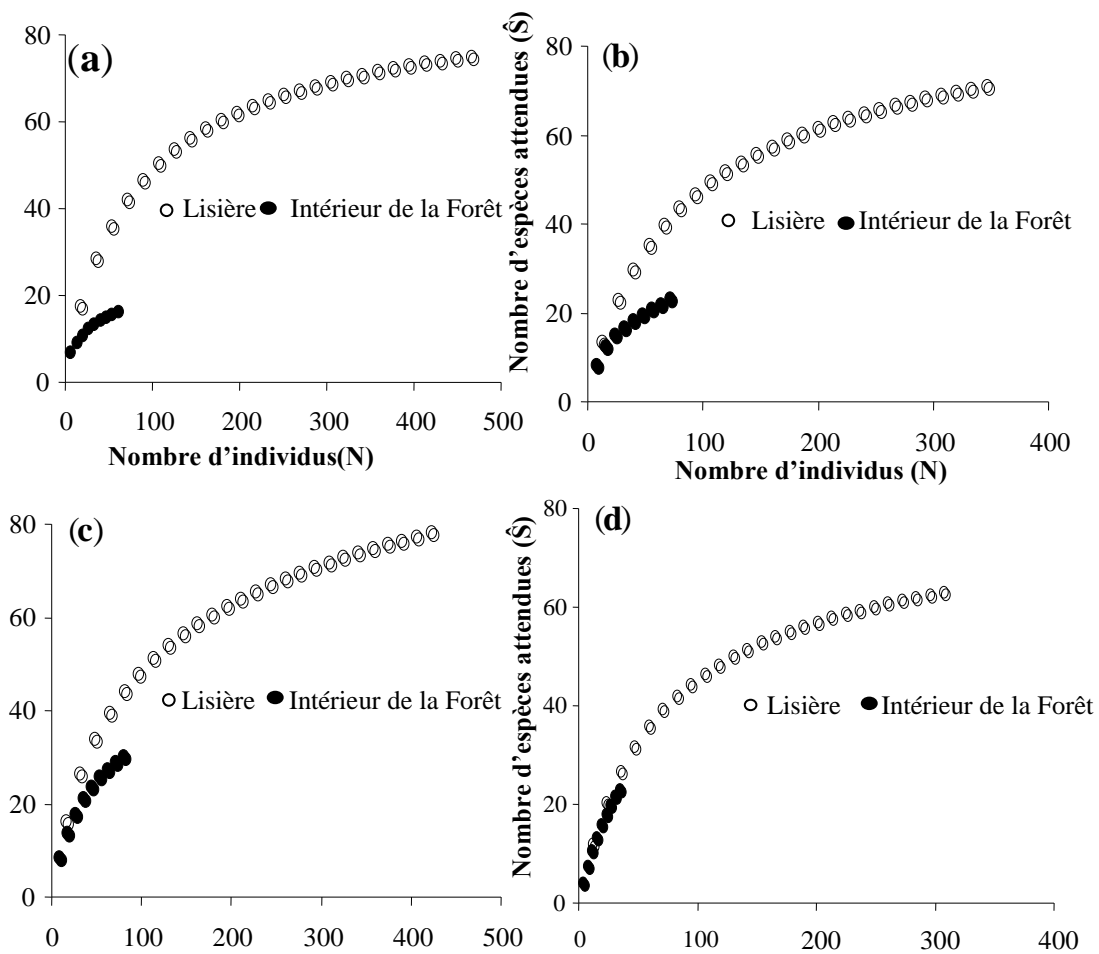 (a)
80
60
40
20
0
Lisière Intérieur de la Forêt
0 100 200 300 400 500
Nombre d'individus(N)
Nombre d'espèces attendues (Ŝ)
(b)
80
60
40
20
0
Lisière Intérieur de la Forêt
0 100 200 300 400
Nombre d'individus (N)
(c)
80
60
40
20
0
Lisière Intérieur de la Forêt
0 100 200 300 400 500
Nombre d'espèces attendues (Ŝ)
(d)
80
60
40
20
0
Lisière Intérieur de la Forêt
0 100 200 300 400